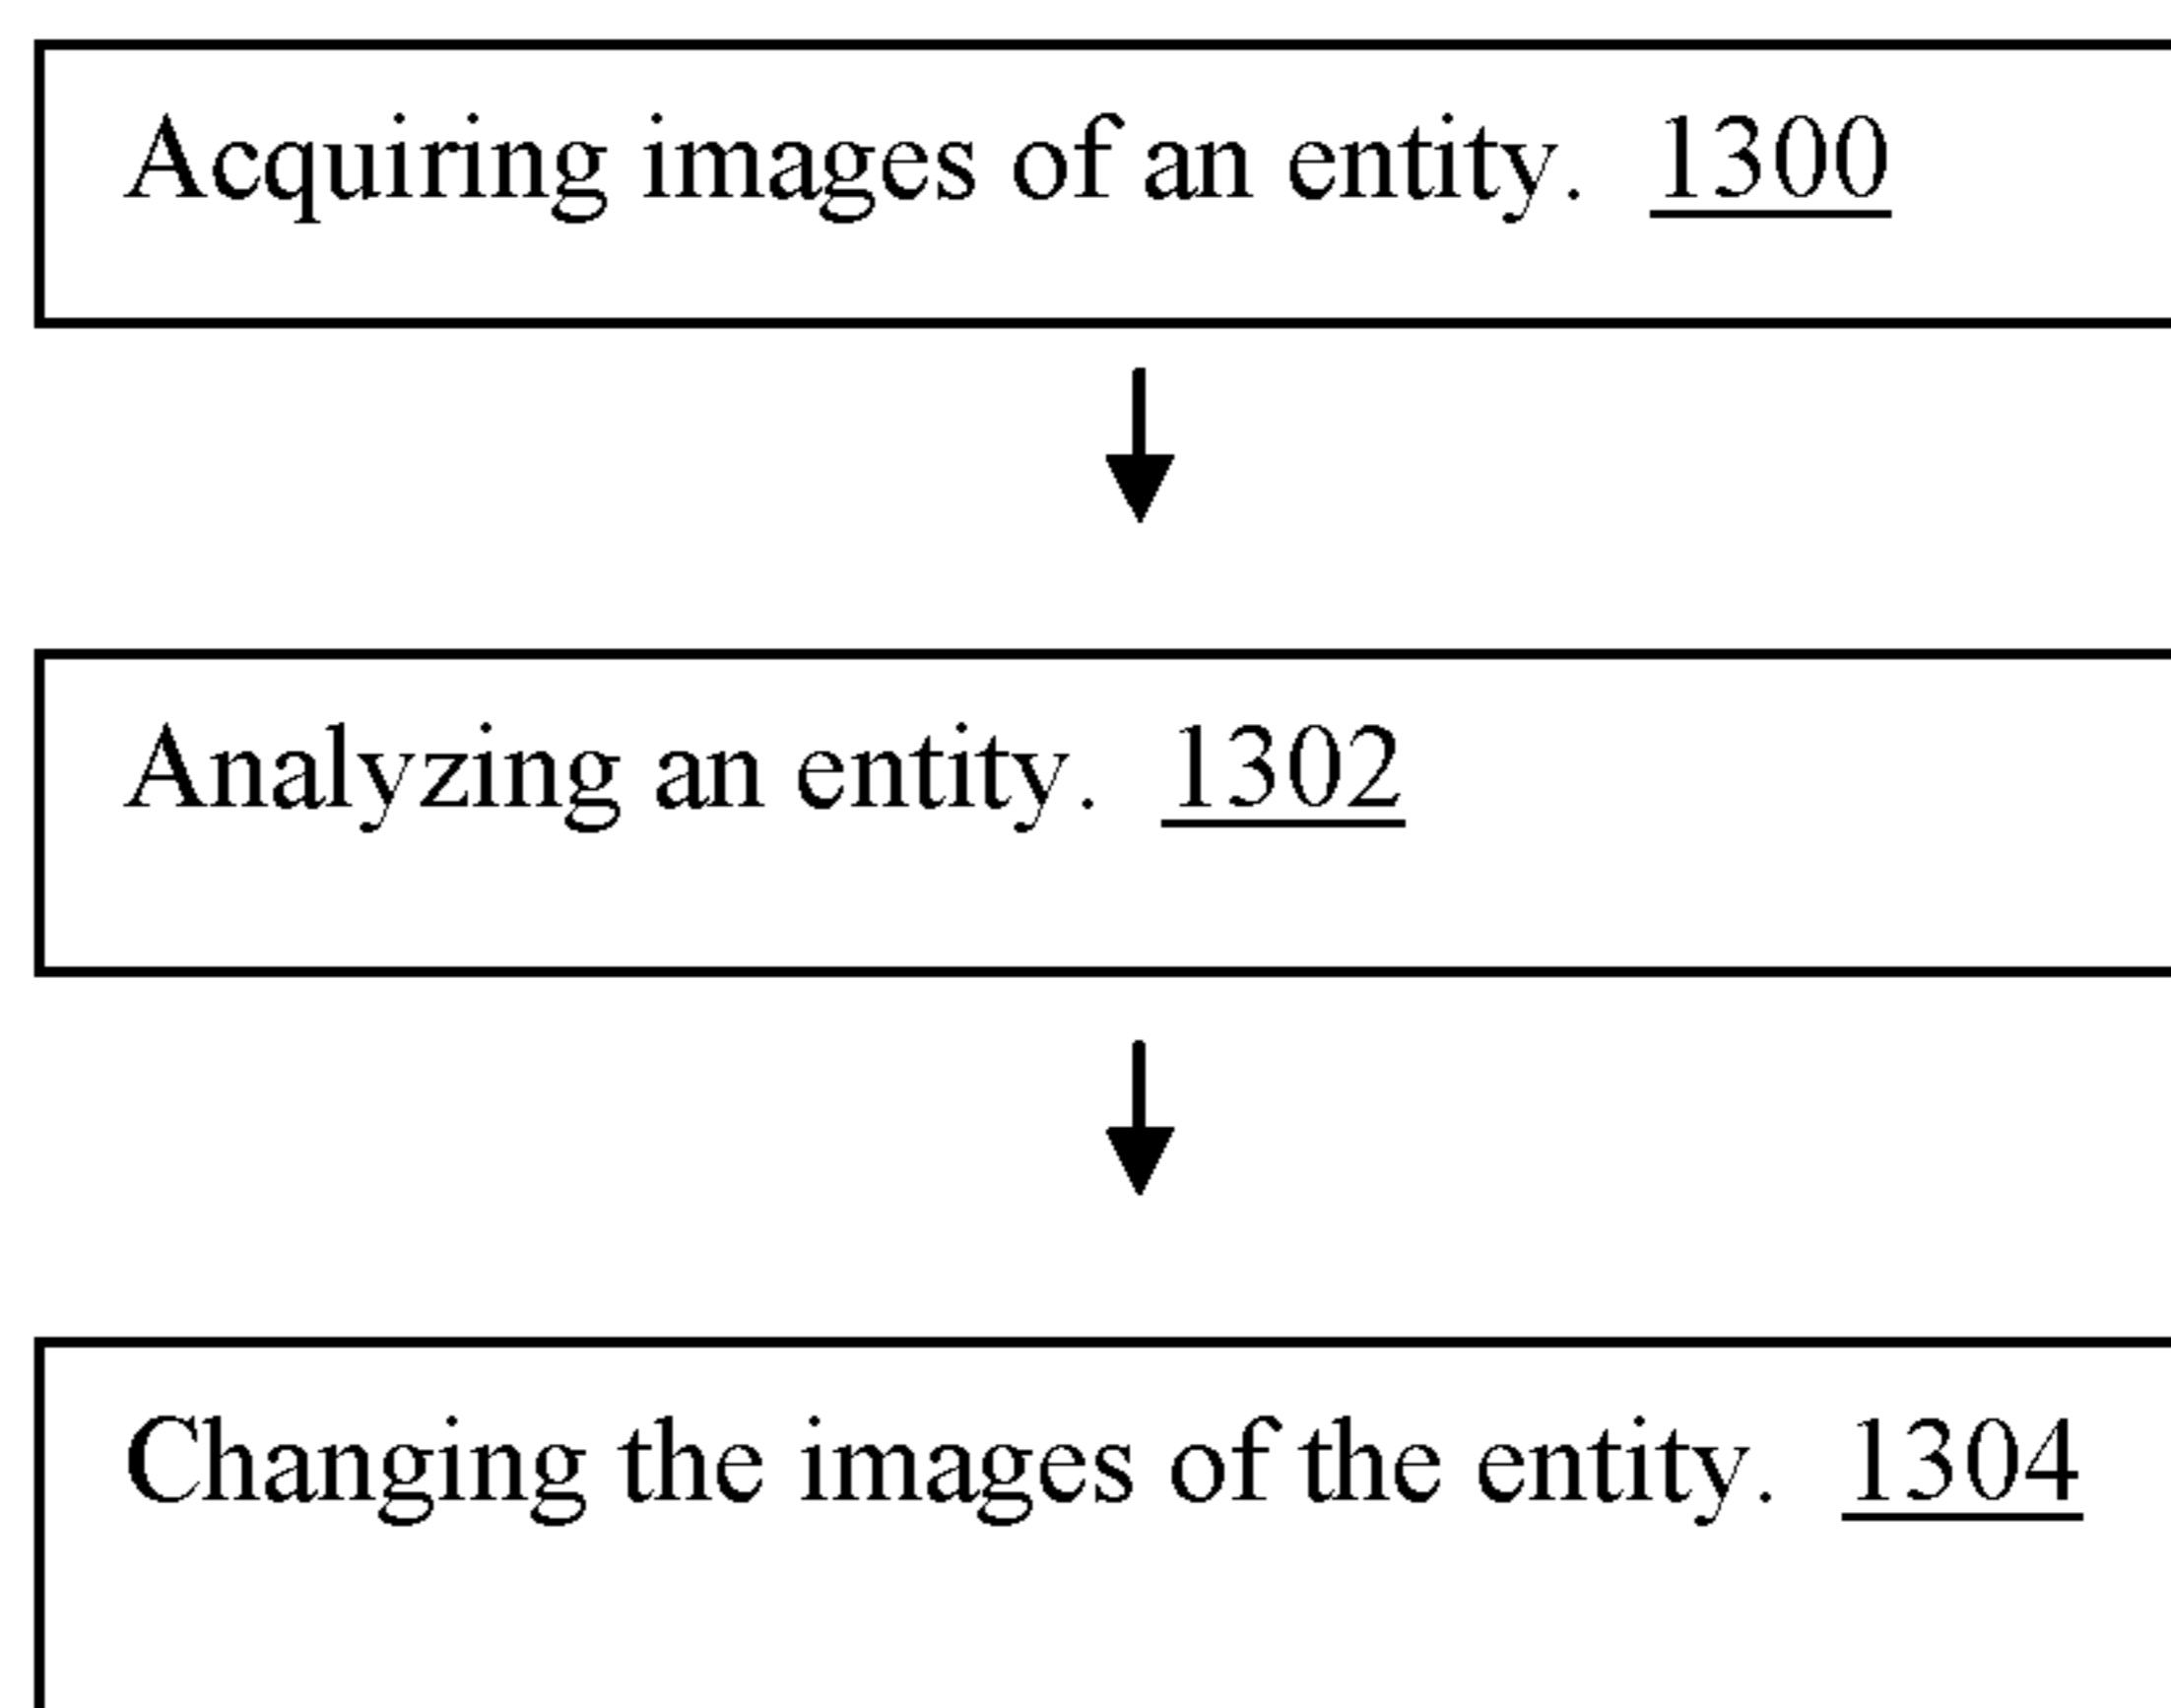 Acquiring images of an entity. 1300
Analyzing an entity. 1302
Changing the images of the entity. 1304